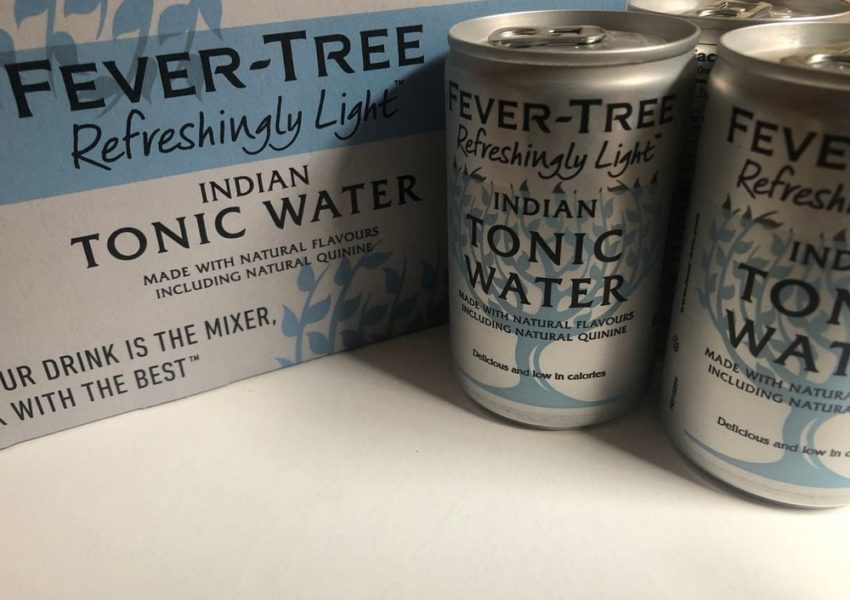 FEVER-TREE
Refreshingly Light™
INDIAN
TONIC WATER
MADE WITH NATURAL FLAVOURS
INCLUDING NATURAL QUININE
UR DRINK IS THE MIXER,
WITH THE BEST™
FEVER-TREE
Refreshingly Light™
INDIAN
TONIC
WATER
MADE WITH NATURAL FLAVOURS
INCLUDING NATURAL QUININE
Delicious and low in calories
FEVE
Refresh
IND
TON
WAT
MADE WITH NATURA
INCLUDING NATURA
Delicious and low in c